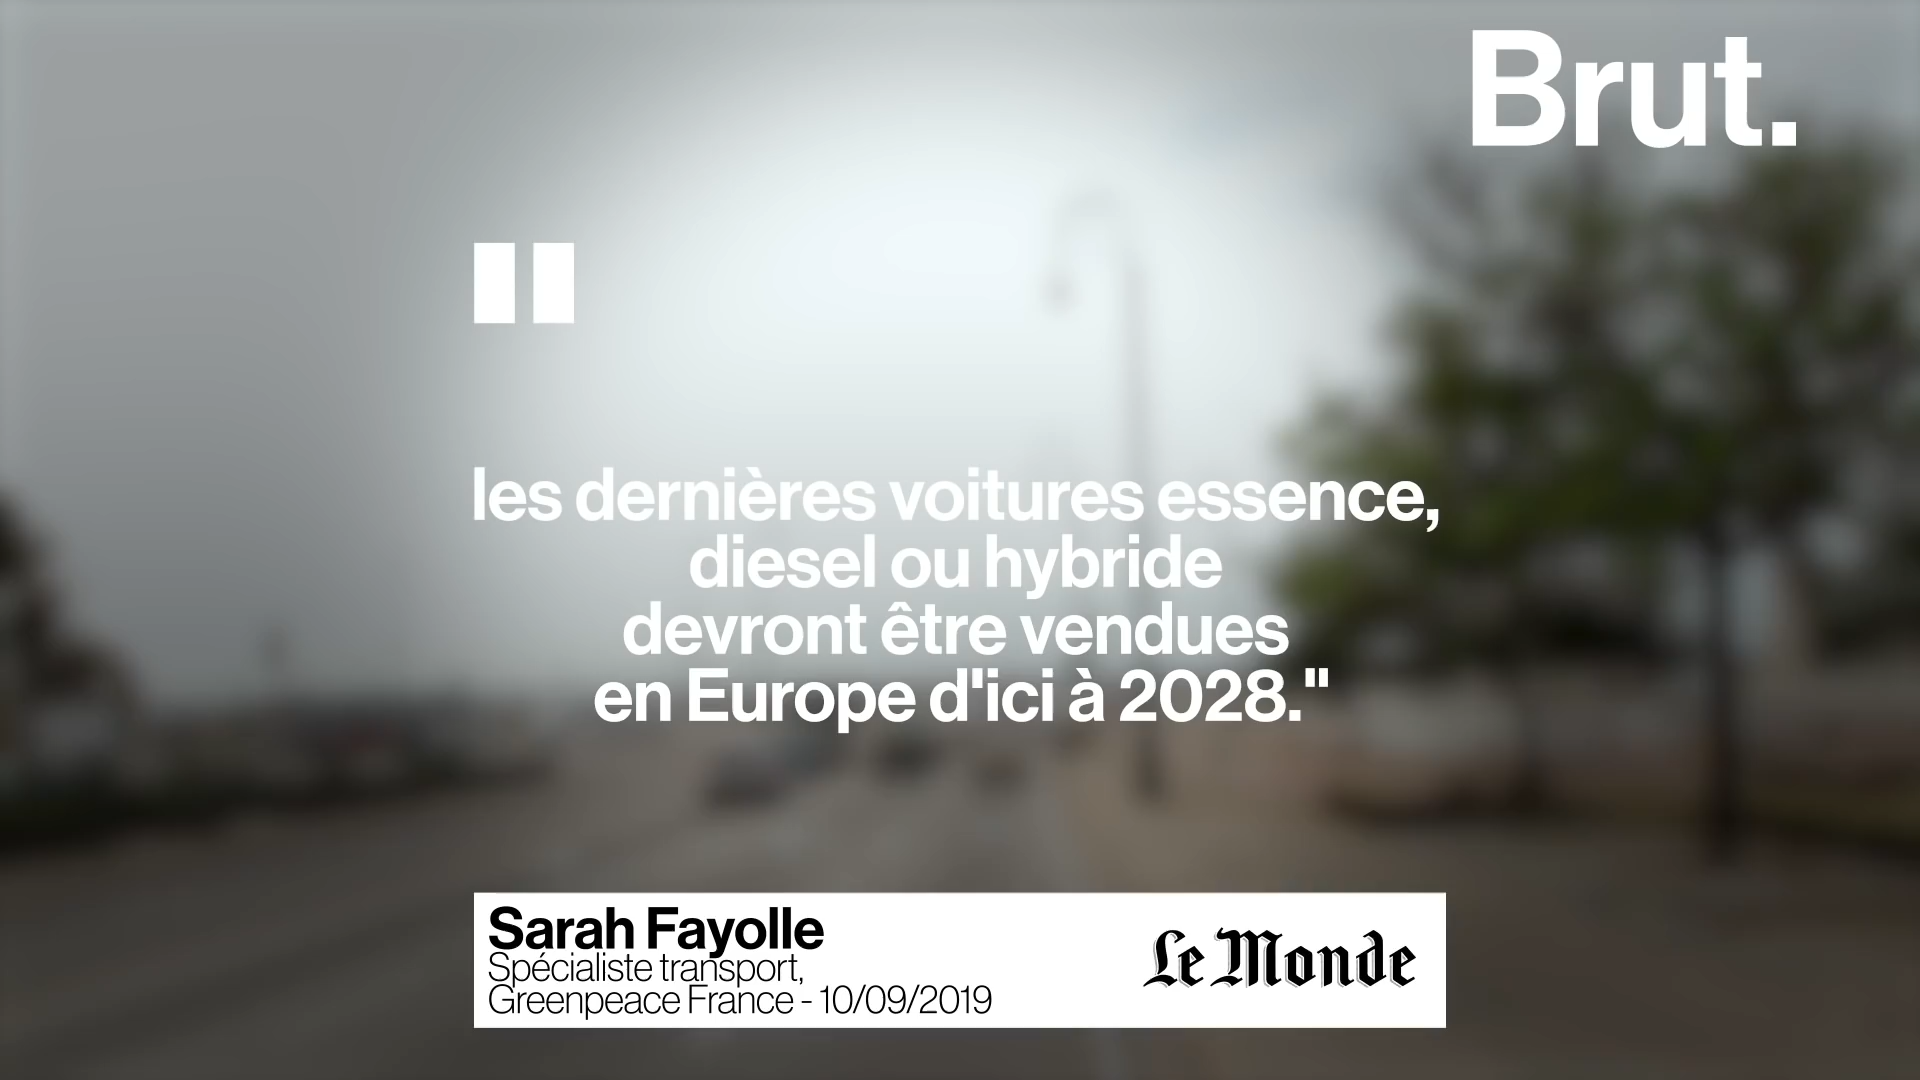 Brut.
"
les dernières voitures essence,
diesel ou hybride
devront être vendues
en Europe d'ici à 2028."
Sarah Fayolle
Spécialiste transport,
Greenpeace France - 10/09/2019
Le Monde